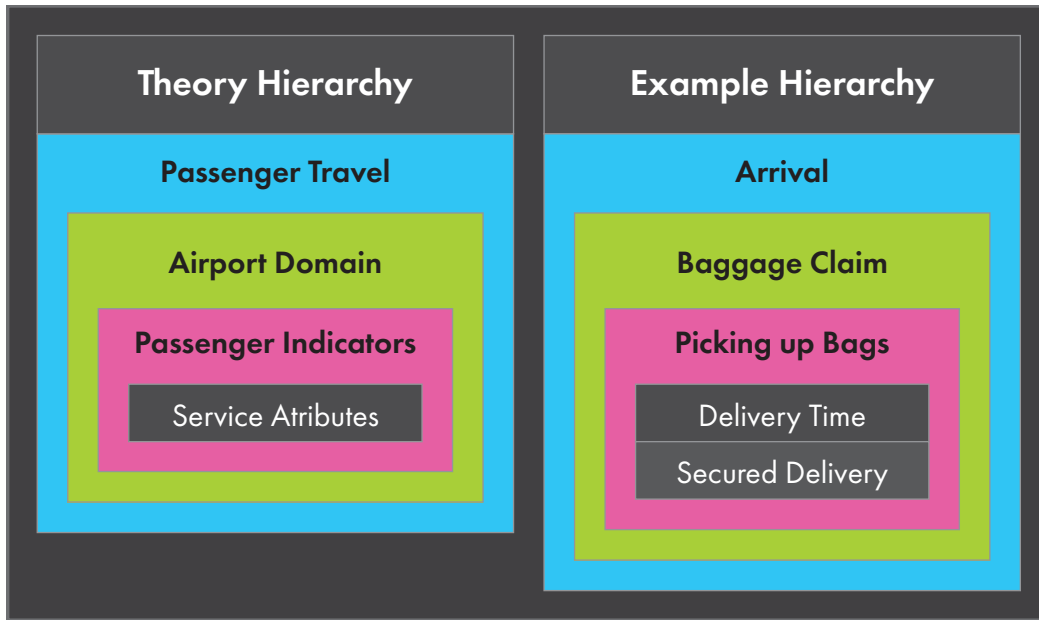 Theory Hierarchy
Passenger Travel
Airport Domain
Passenger Indicators
Service Atributes
Example Hierarchy
Arrival
Baggage Claim
Picking up Bags
Delivery Time
Secured Delivery